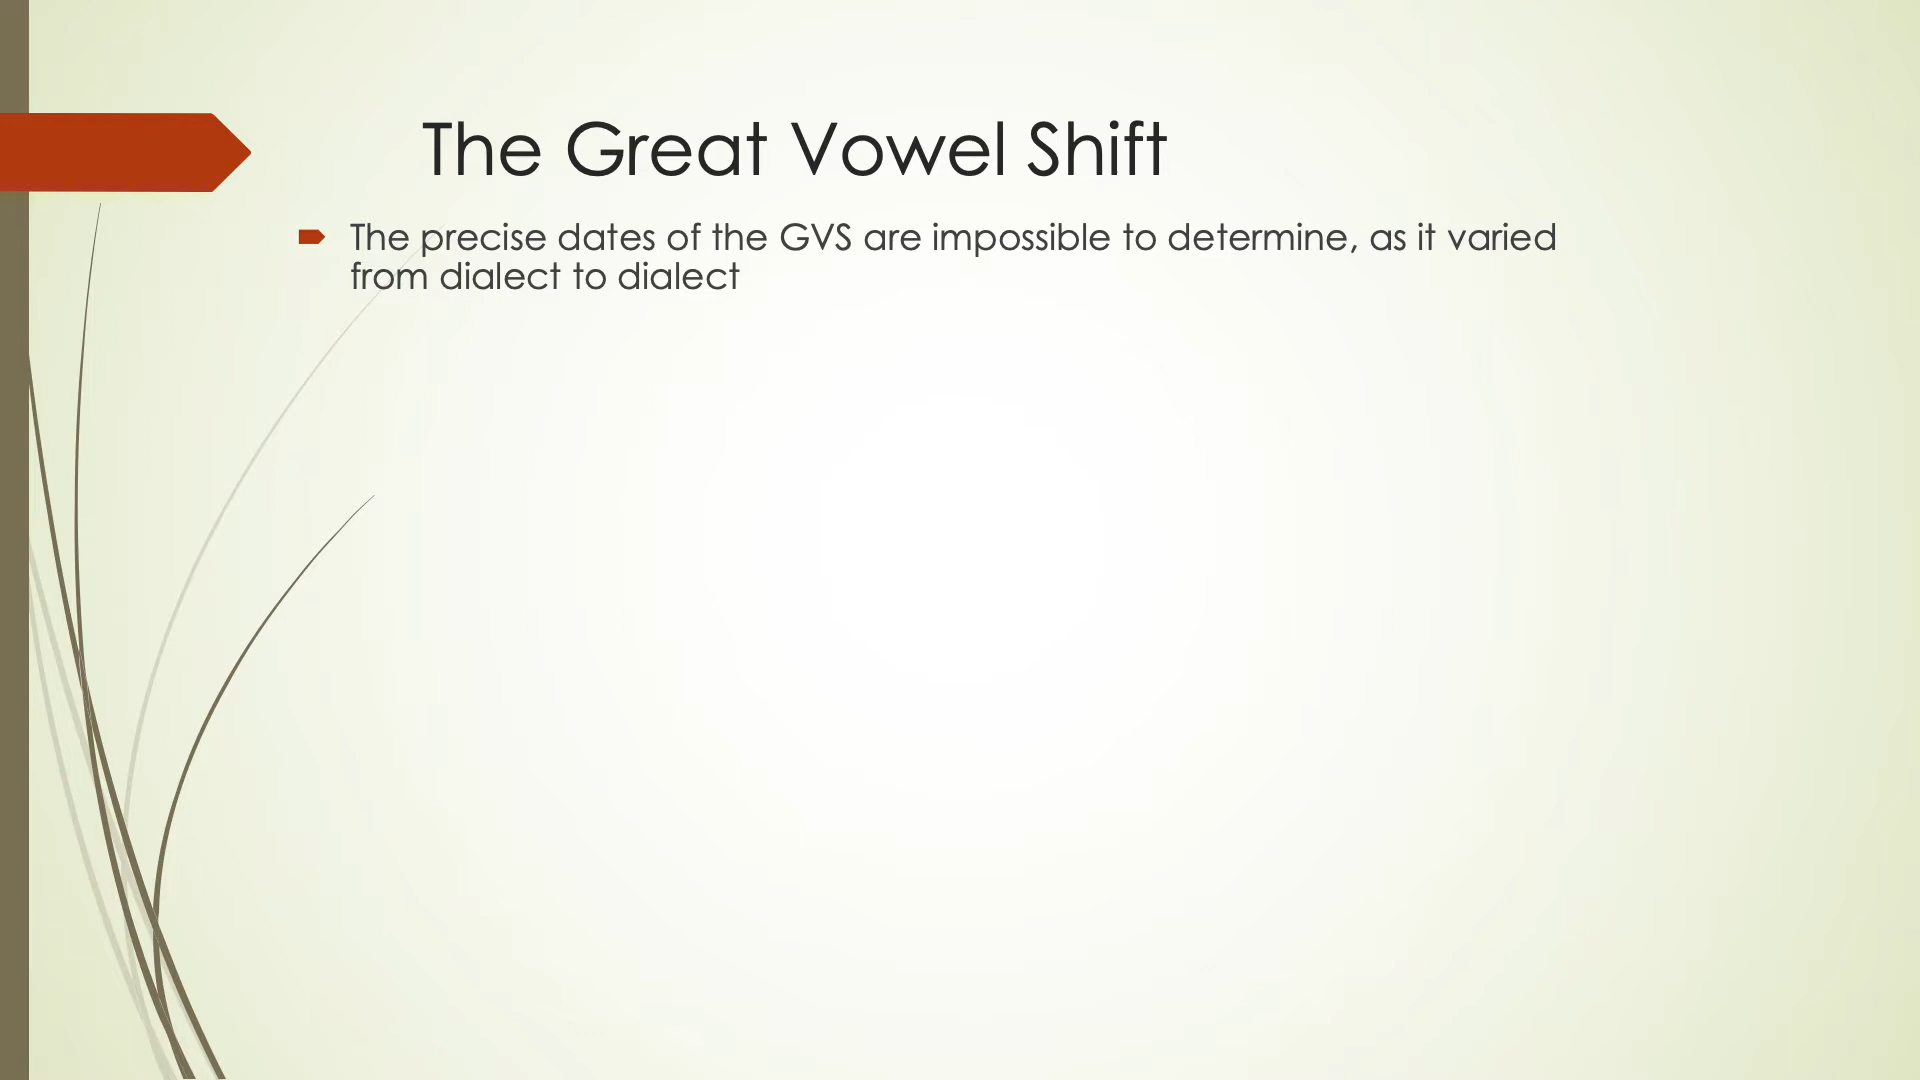 The Great Vowel Shift
The precise dates of the GVS are impossible to determine, as it varied
from dialect to dialect